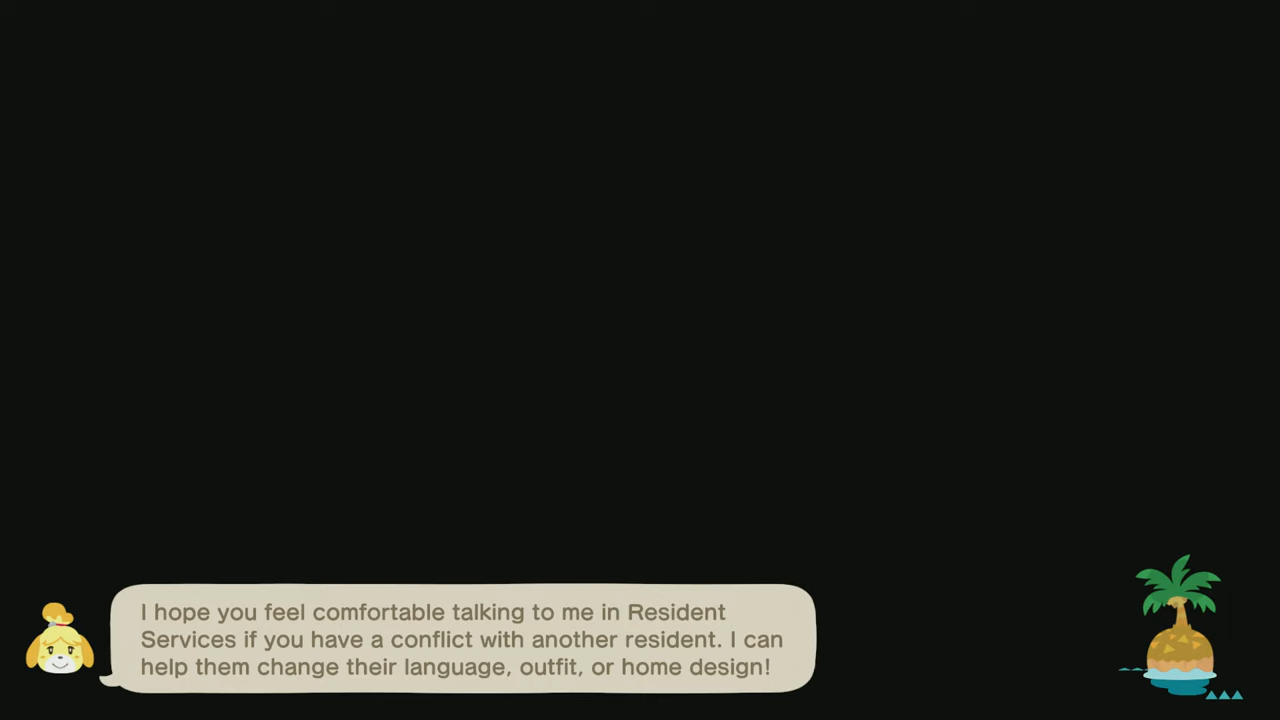 I hope you feel comfortable talking to me in Resident
Services if you have a conflict with another resident. I can
help them change their language, outfit, or home design!